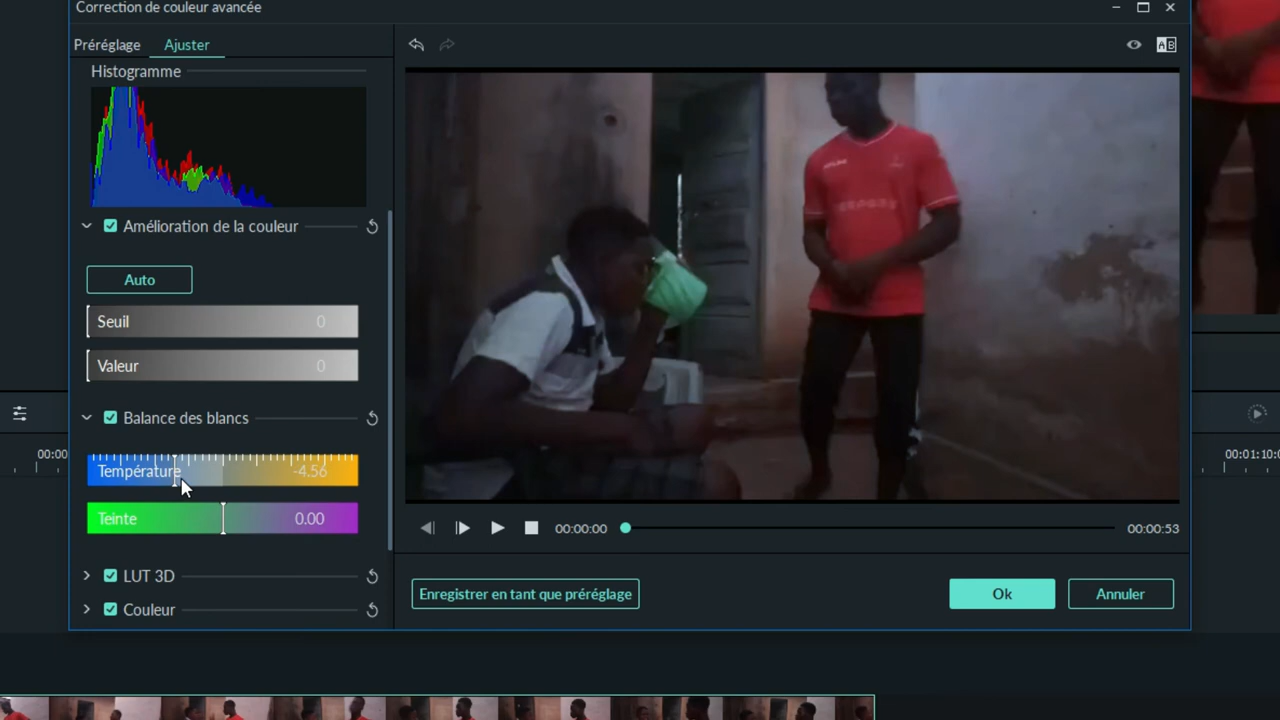 Correction de couleur avancée
Préréglage Ajuster
Histogramme
Amélioration de la couleur
Auto
Seuil 0
Valeur 0
Balance des blancs
Température -4.56
Teinte 0.00
LUT 3D
Couleur
A B
00:00:00
00:00:53
Enregistrer en tant que préréglage
Ok
Annuler
00:00
00:01:10:0